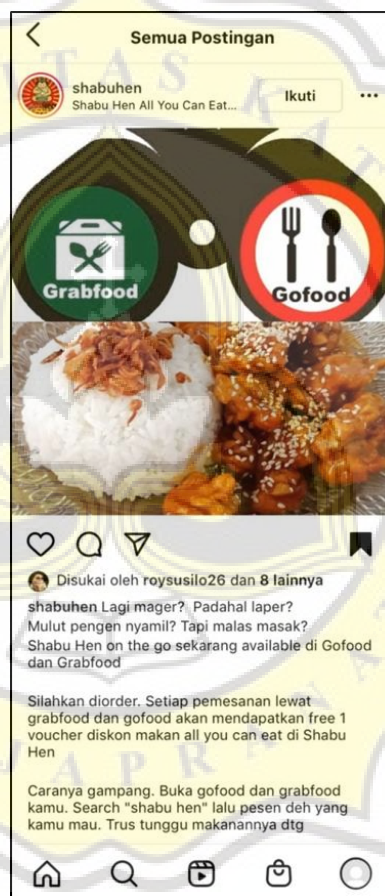 Semua Postingan
shabuhen
Shabu Hen All You Can Eat...
Ikuti
Grabfood
Gofood
Disukai oleh roysusilo26 dan 8 lainnya
shabuhen Lagi mager? Padahal laper?
Mulut pengen nyamil? Tapi malas masak?
Shabu Hen on the go sekarang available di Gofood
dan Grabfood
Silahkan diorder. Setiap pemesanan lewat
grabfood dan gofood akan mendapatkan free 1
voucher diskon makan all you can eat di Shabu
Hen
Caranya gampang. Buka gofood dan grabfood
kamu. Search "shabu hen" lalu pesen deh yang
kamu mau. Trus tunggu makanannya dtg